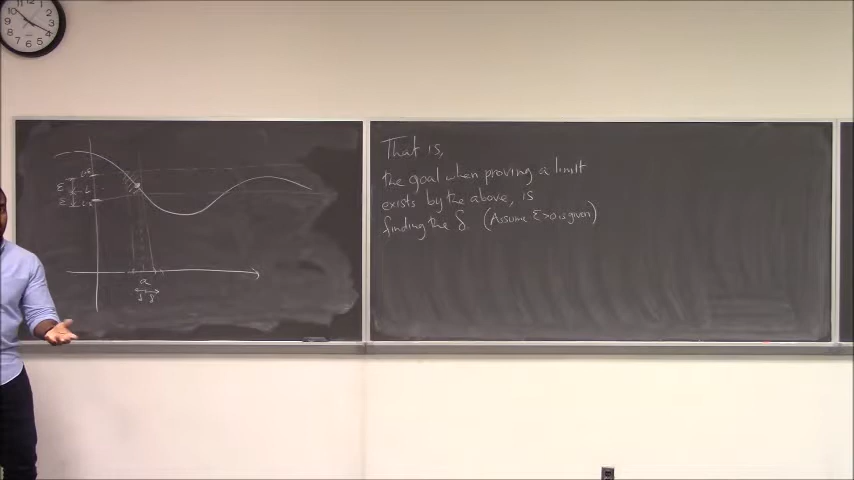 That is,
the goal when proving a limit
exists by the above, is
finding the δ. (Assume ε>0 is given)
ε
L
ε
a
δ δ